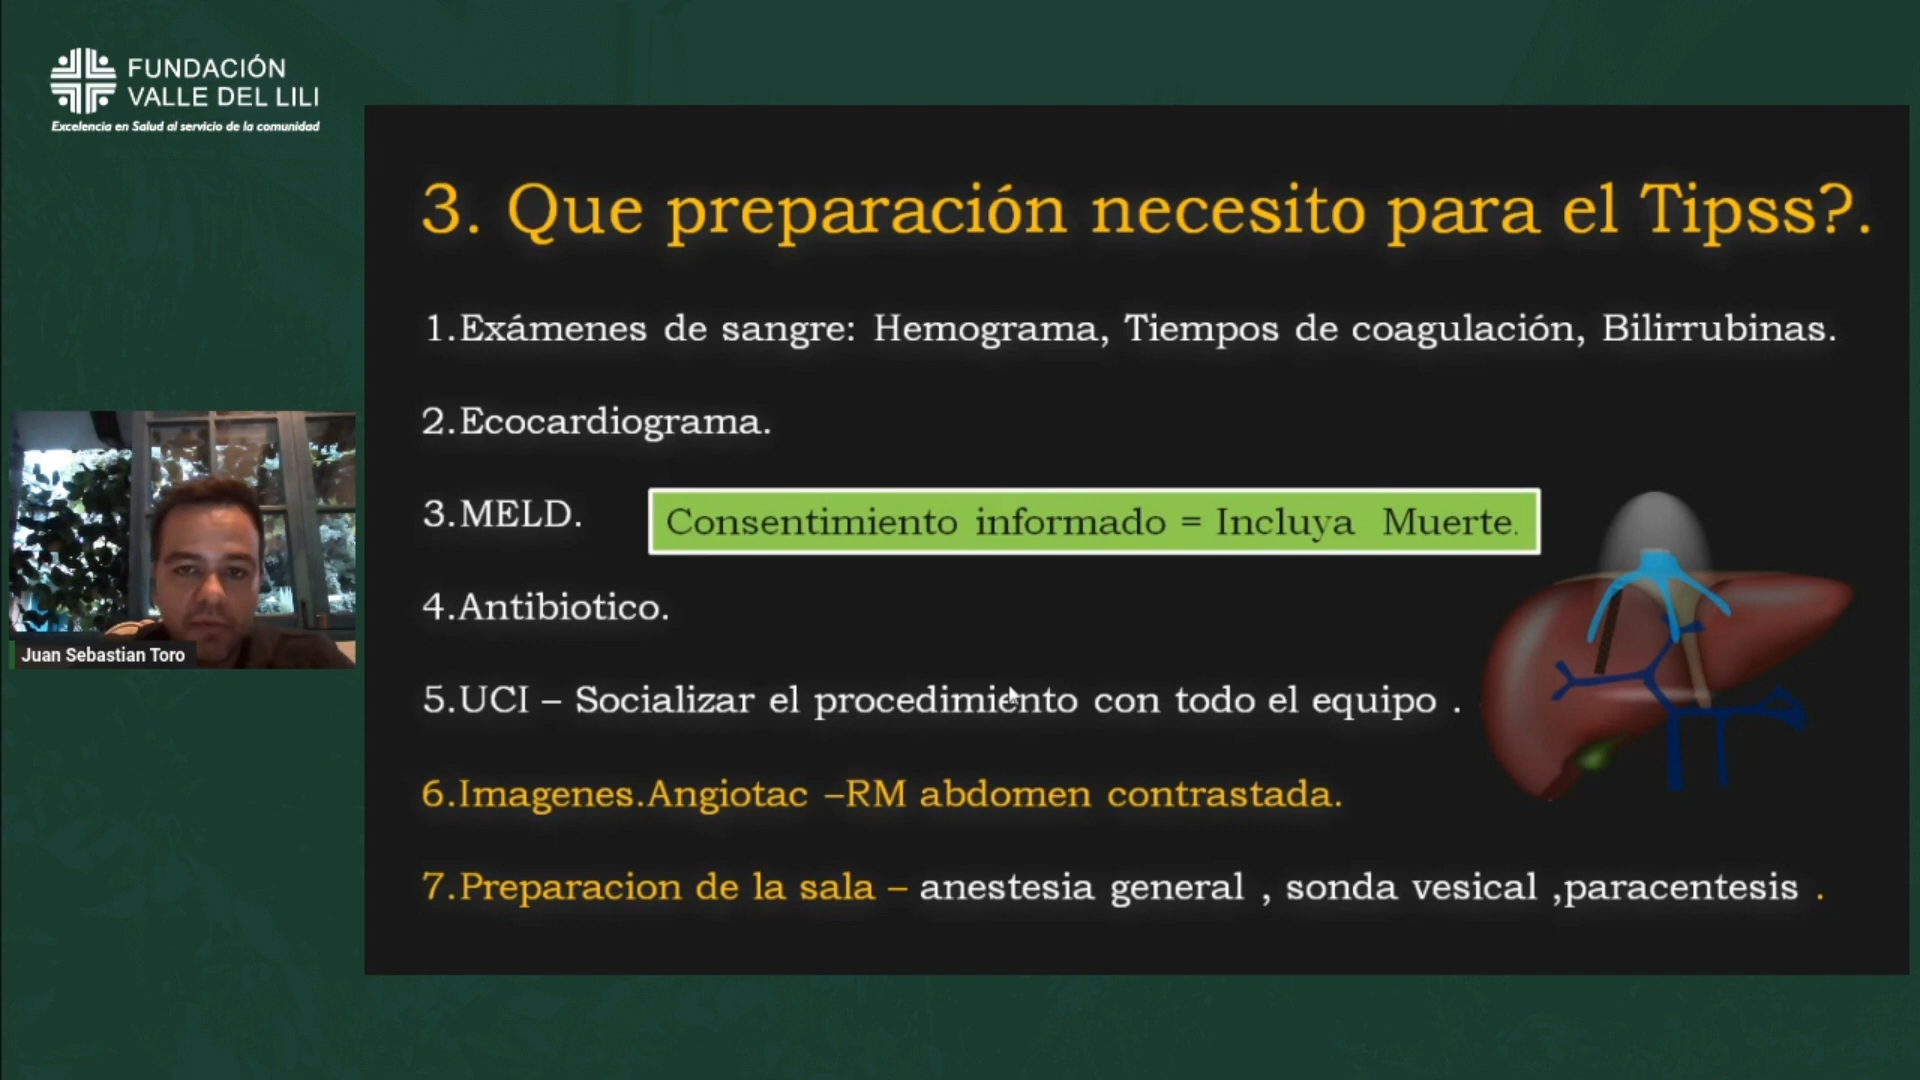 FUNDACIÓN
VALLE DEL LILI
Excelencia en Salud al servicio de la comunidad
3. Que preparación necesito para el Tipss?.
1.Exámenes de sangre: Hemograma, Tiempos de coagulación, Bilirrubinas.
2.Ecocardiograma.
3.MELD.
Consentimiento informado = Incluya Muerte.
4.Antibiotico.
5.UCI – Socializar el procedimiento con todo el equipo .
6.Imagenes.Angiotac –RM abdomen contrastada.
7.Preparacion de la sala – anestesia general , sonda vesical ,paracentesis .
Juan Sebastian Toro